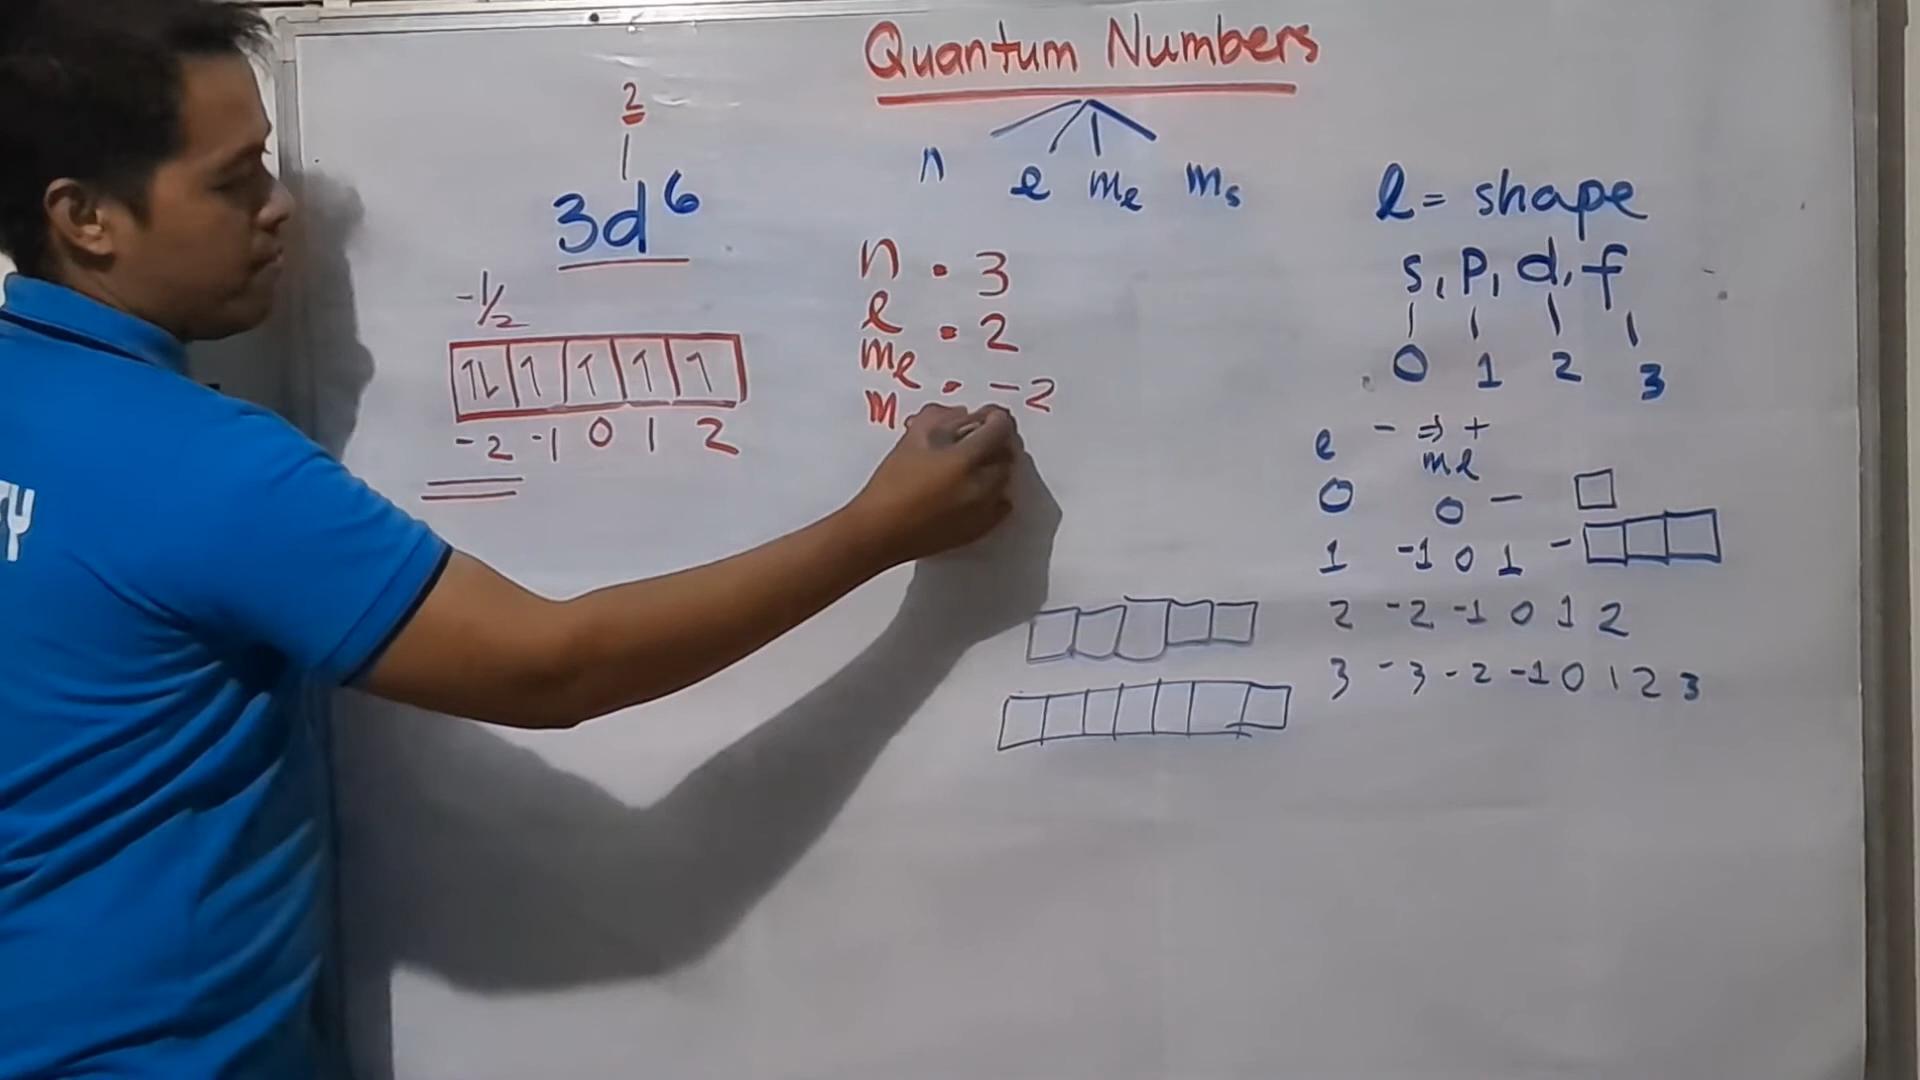 Quantum Numbers
n l ml ms
2
3d6
-1/2
1↿⇂ ↿ ↿ ↿ ↿
-2 -1 0 1 2
n • 3
l • 2
ml • -2
m
l = shape
s, p, d, f
0 1 2 3
l - ⇒ +
ml
0 0 -
1 -1 0 1 -
2 -2 -1 0 1 2
3 -3 -2 -1 0 1 2 3
TY